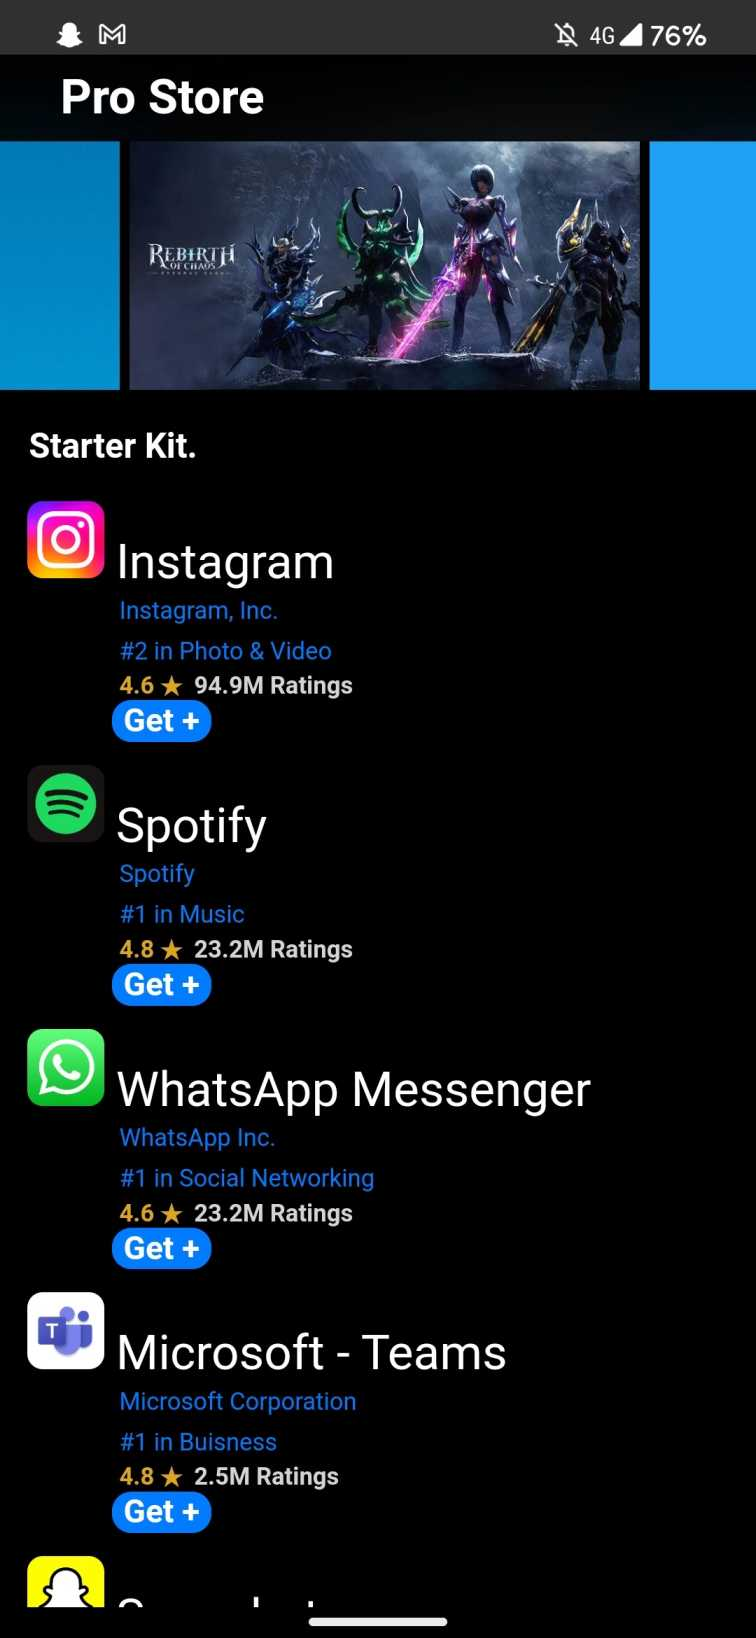 4G 76%
Pro Store
REBIRTH
OF CHAOS
Starter Kit.
Instagram
Instagram, Inc.
#2 in Photo & Video
4.6 ★ 94.9M Ratings
Get +
Spotify
Spotify
#1 in Music
4.8 ★ 23.2M Ratings
Get +
WhatsApp Messenger
WhatsApp Inc.
#1 in Social Networking
4.6 ★ 23.2M Ratings
Get +
T
Microsoft - Teams
Microsoft Corporation
#1 in Buisness
4.8 ★ 2.5M Ratings
Get +